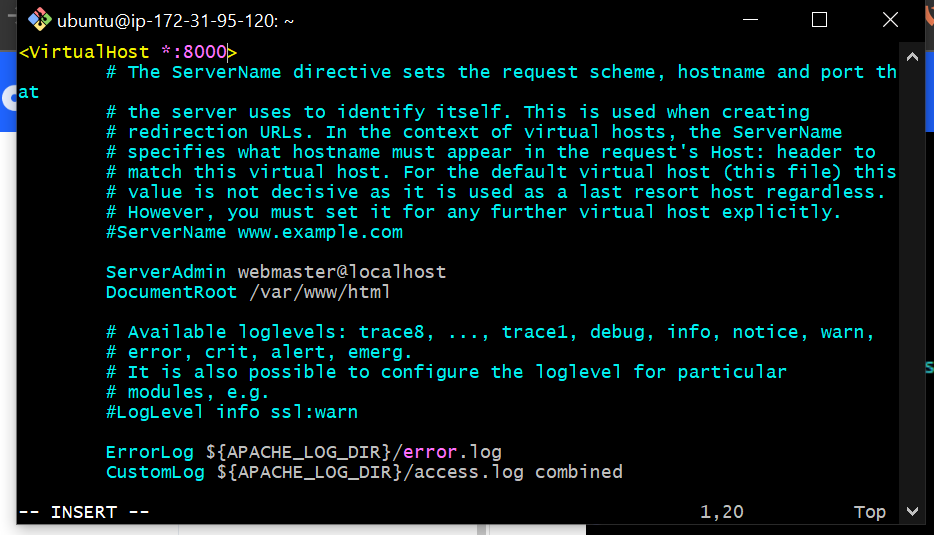 ubuntu@ip-172-31-95-120: ~
<VirtualHost *:8000>
# The ServerName directive sets the request scheme, hostname and port th
at
# the server uses to identify itself. This is used when creating
# redirection URLs. In the context of virtual hosts, the ServerName
# specifies what hostname must appear in the request's Host: header to
# match this virtual host. For the default virtual host (this file) this
# value is not decisive as it is used as a last resort host regardless.
# However, you must set it for any further virtual host explicitly.
#ServerName www.example.com
ServerAdmin webmaster@localhost
DocumentRoot /var/www/html
# Available loglevels: trace8, ..., trace1, debug, info, notice, warn,
# error, crit, alert, emerg.
# It is also possible to configure the loglevel for particular
# modules, e.g.
#LogLevel info ssl:warn
ErrorLog ${APACHE_LOG_DIR}/error.log
CustomLog ${APACHE_LOG_DIR}/access.log combined
-- INSERT -- 1,20 Top